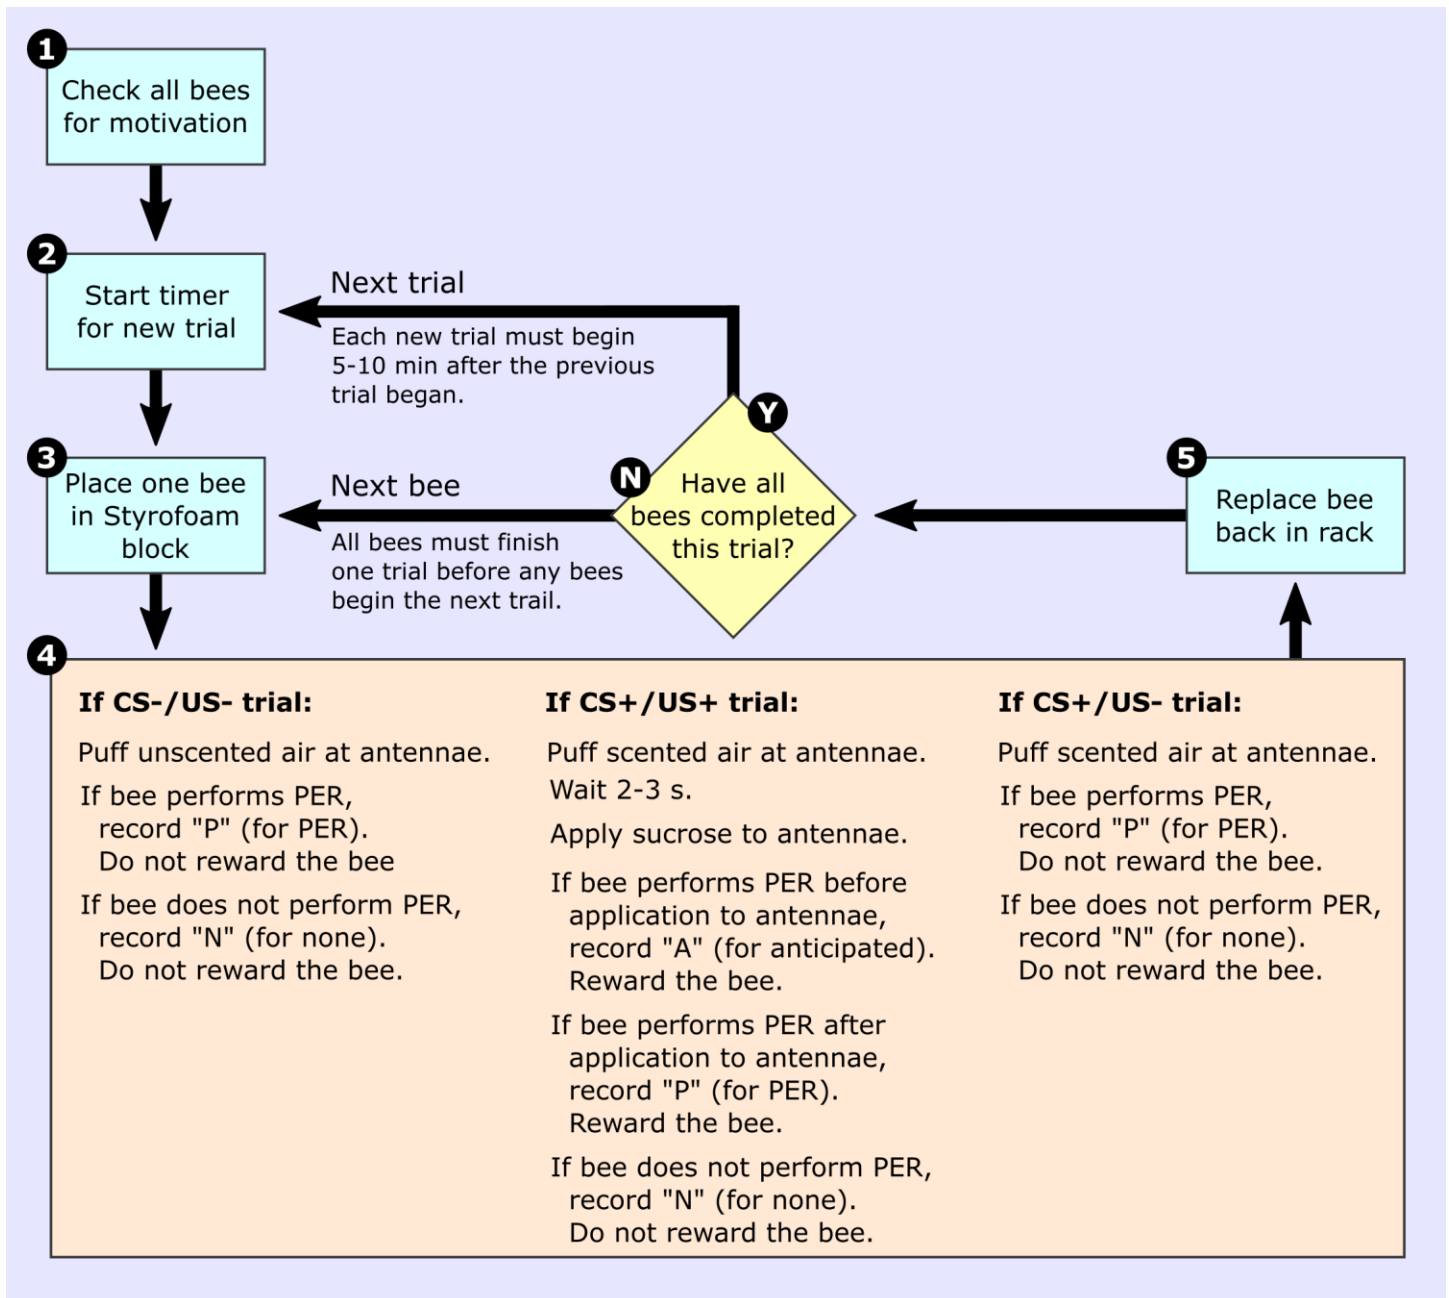 1
Check all bees
for motivation
2
Start timer
for new trial
Next trial
Each new trial must begin
5-10 min after the previous
trial began.
Y
3
Place one bee
in Styrofoam
block
Next bee
All bees must finish
one trial before any bees
begin the next trail.
N
Have all
bees completed
this trial?
5
Replace bee
back in rack
4
If CS-/US- trial:
Puff unscented air at antennae.
If bee performs PER,
record "P" (for PER).
Do not reward the bee
If bee does not perform PER,
record "N" (for none).
Do not reward the bee.
If CS+/US+ trial:
Puff scented air at antennae.
Wait 2-3 s.
Apply sucrose to antennae.
If bee performs PER before
application to antennae,
record "A" (for anticipated).
Reward the bee.
If bee performs PER after
application to antennae,
record "P" (for PER).
Reward the bee.
If bee does not perform PER,
record "N" (for none).
Do not reward the bee.
If CS+/US- trial:
Puff scented air at antennae.
If bee performs PER,
record "P" (for PER).
Do not reward the bee.
If bee does not perform PER,
record "N" (for none).
Do not reward the bee.